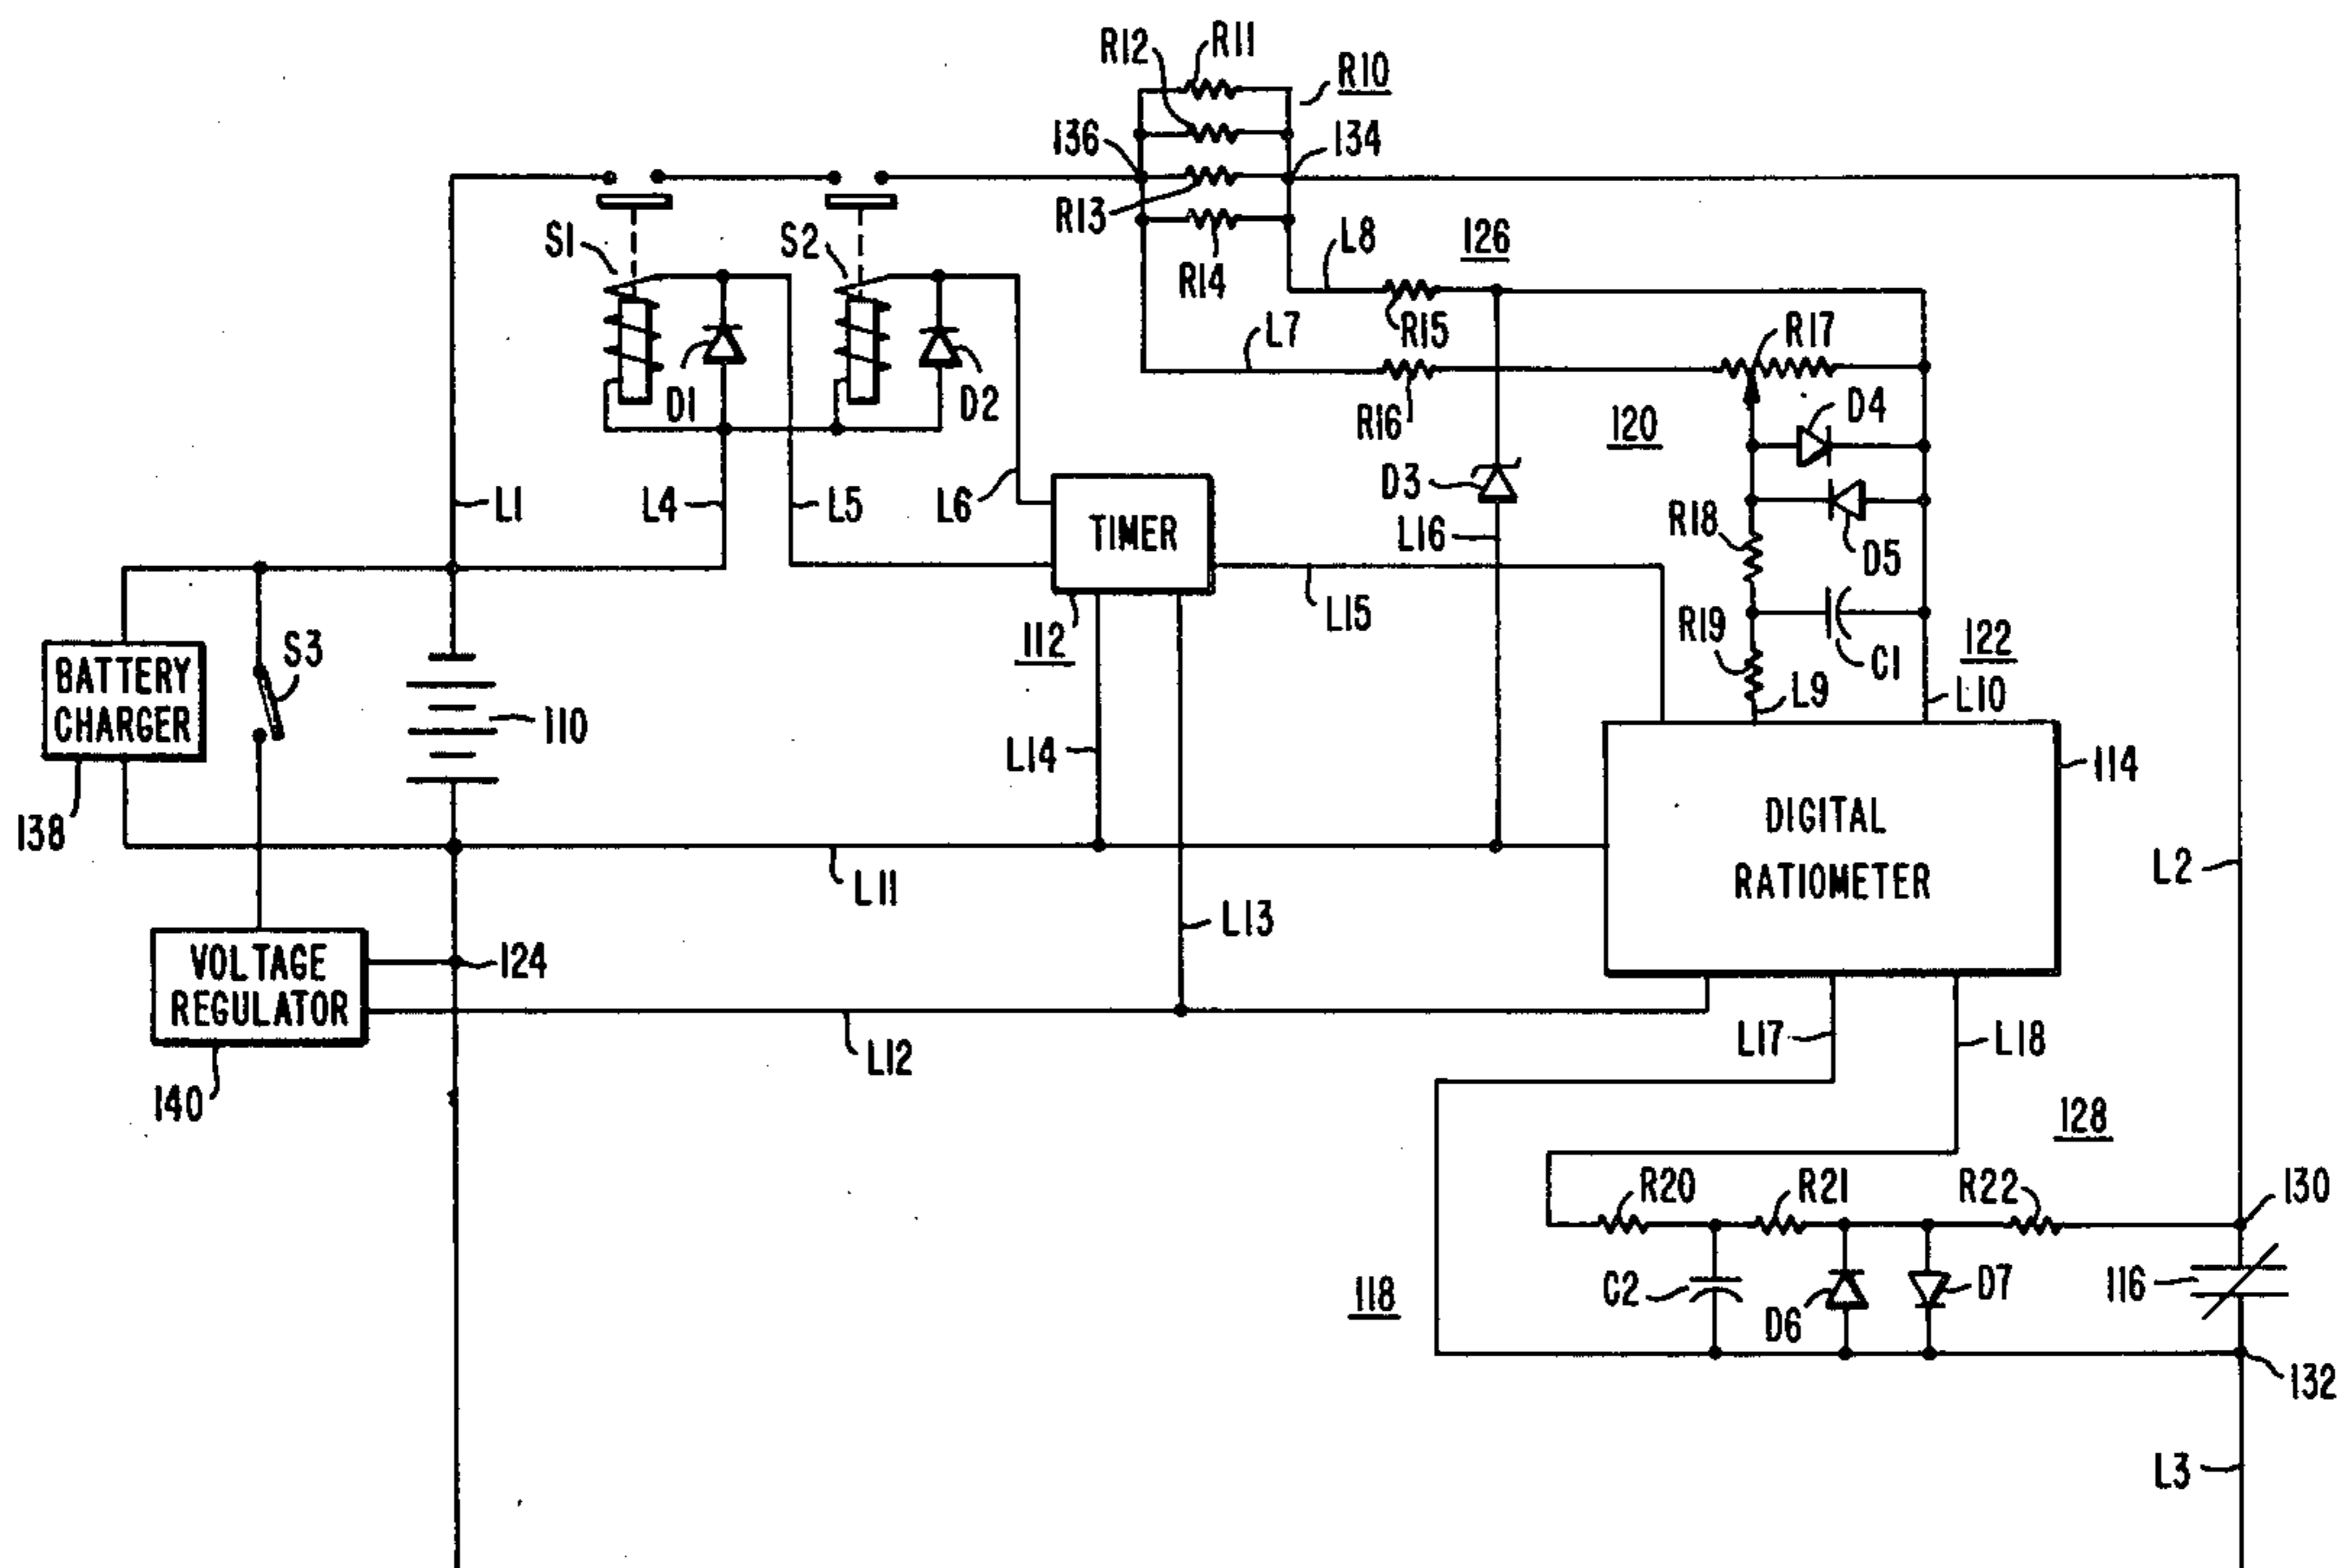 R12
R11
R10
136
134
R13
R14
S1
S2
L8
126
D1
D2
L7
R15
R17
R16
120
D4
L1
L4
L5
L6
TIMER
D3
L16
R18
D5
112
L15
R19
C1
122
L9
L10
BATTERY
CHARGER
S3
110
138
L14
114
DIGITAL
RATIOMETER
L2
L11
L13
VOLTAGE
REGULATOR
124
140
L12
L17
L18
128
R20
R21
R22
130
118
C2
D6
D7
116
132
L3